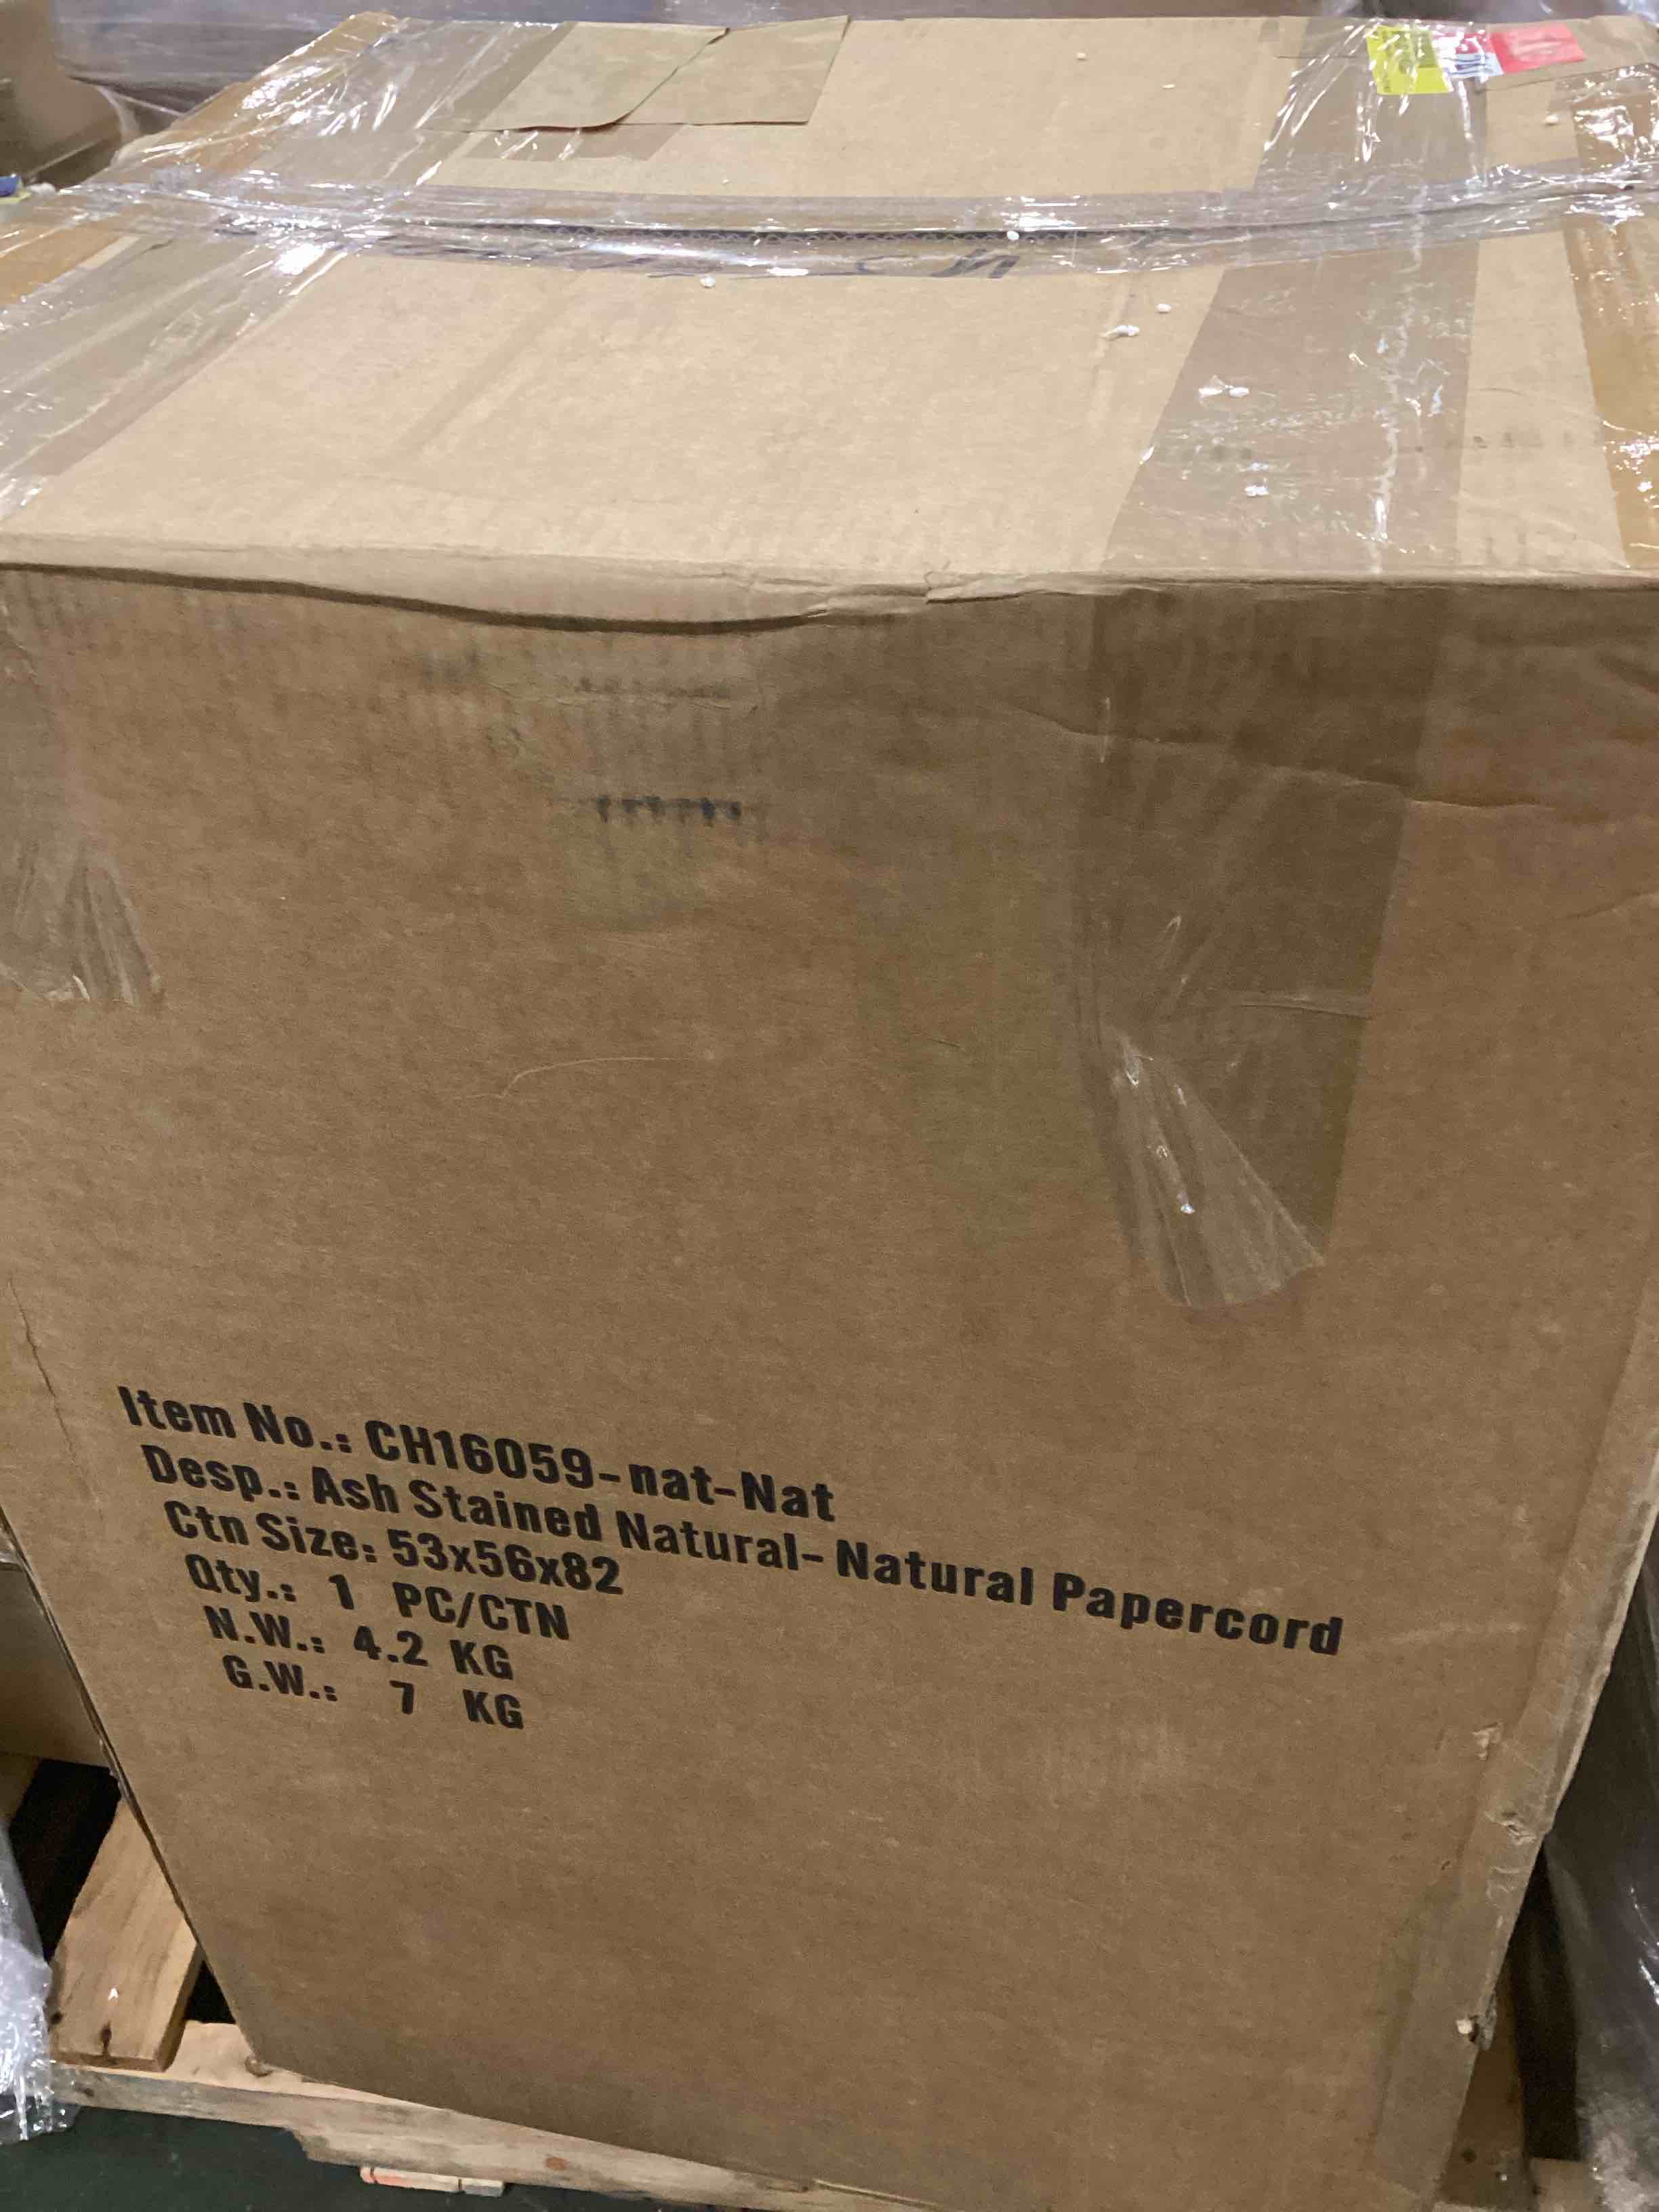 Item No.: CH16059-nat-Nat
Desp.: Ash Stained Natural- Natural Papercord
Ctn Size: 53x56x82
Qty.: 1 PC/CTN
N.W.: 4.2 KG
G.W.: 7 KG